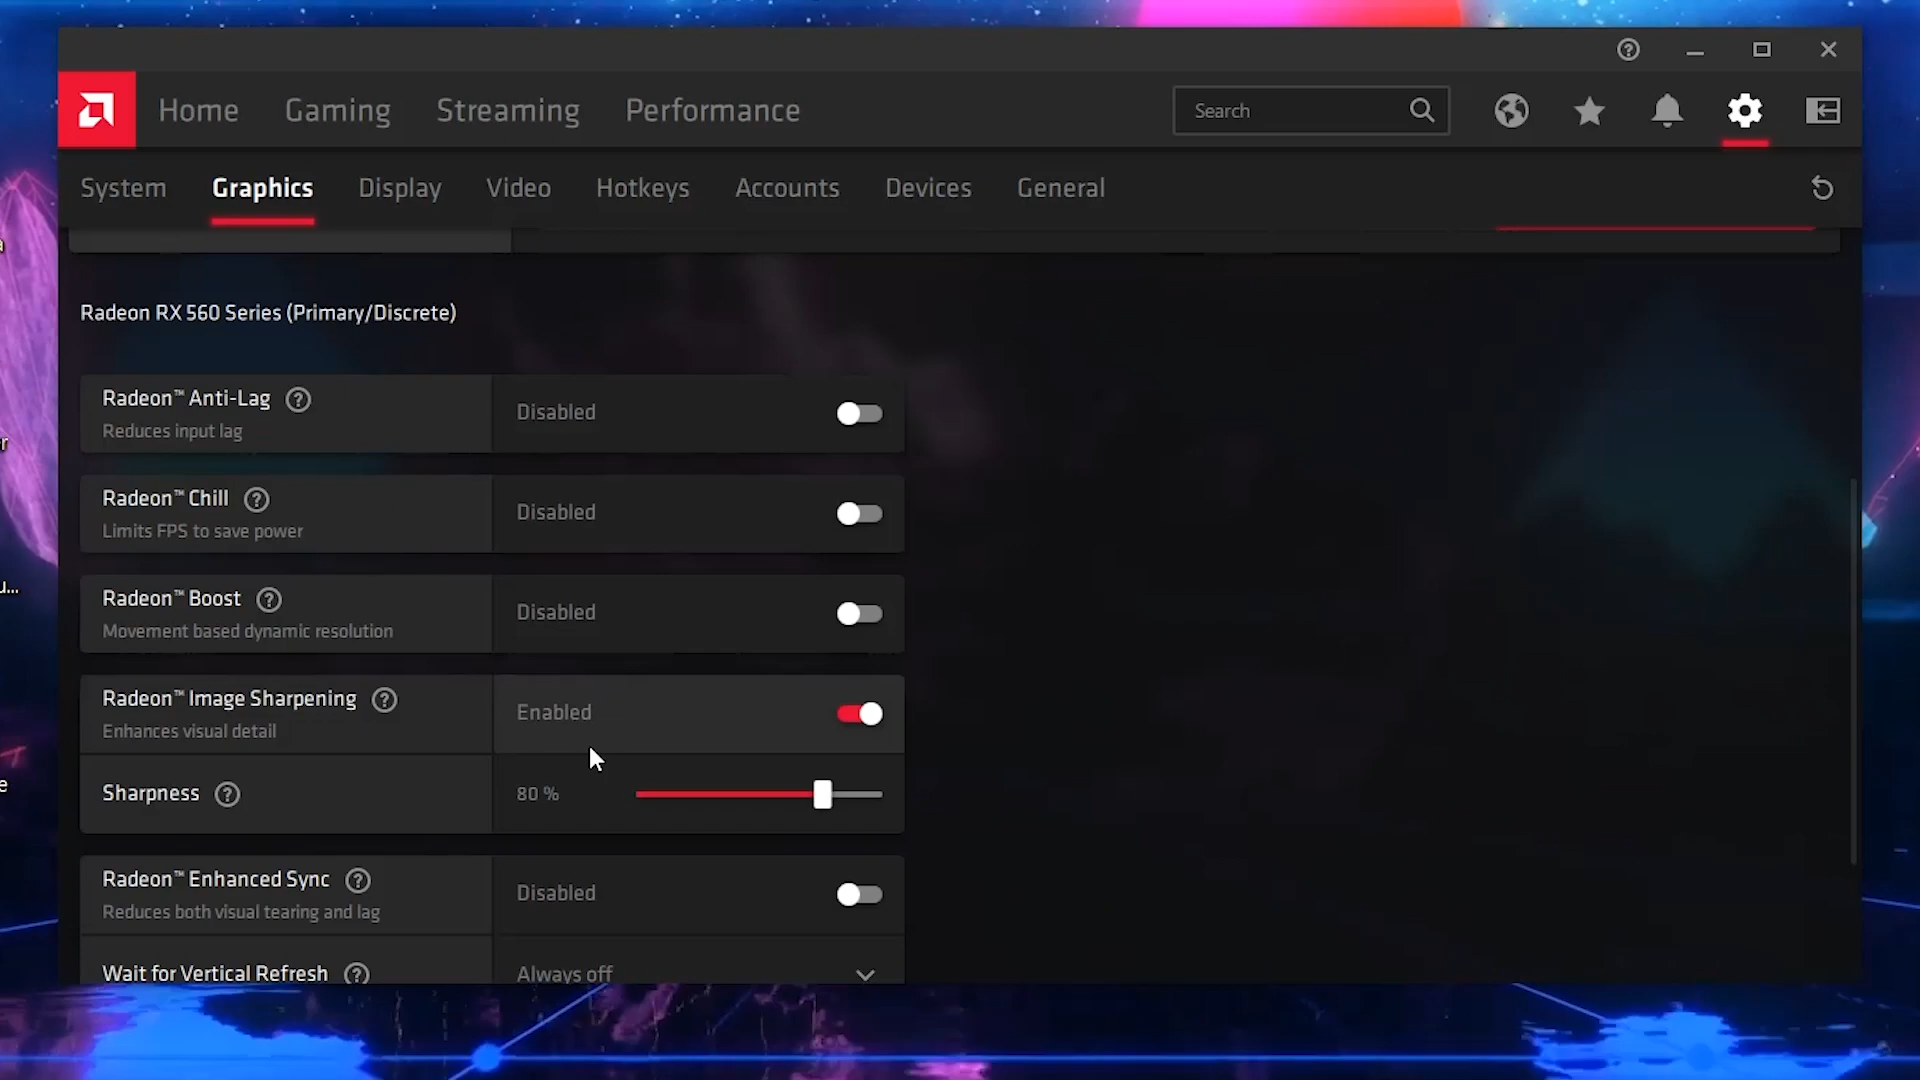 Home Gaming Streaming Performance Search
System Graphics Display Video Hotkeys Accounts Devices General
Radeon RX 560 Series (Primary/Discrete)
Radeon™ Anti-Lag
Reduces input lag
Disabled
Radeon™ Chill
Limits FPS to save power
Disabled
Radeon™ Boost
Movement based dynamic resolution
Disabled
Radeon™ Image Sharpening
Enhances visual detail
Enabled
Sharpness
80 %
Radeon™ Enhanced Sync
Reduces both visual tearing and lag
Disabled
Wait for Vertical Refresh
Always off